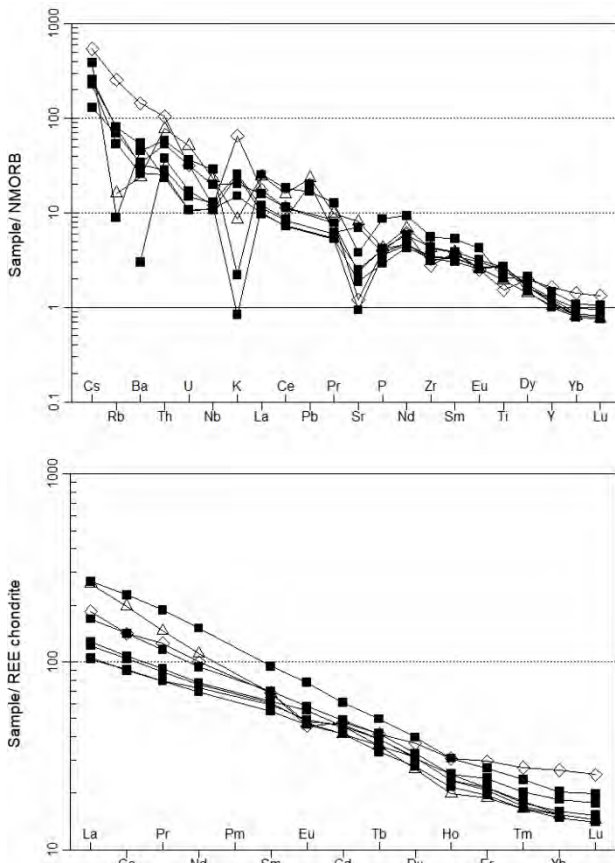 1000
100
10
1
0.1
Sample/ NMORB
Cs Ba U K Ce Pr P Zr Eu Dy Yb
Rb Th Nb La Pb Sr Nd Sm Ti Y Lu
1000
100
10
Sample/ REE chondrite
La Pr Pm Eu Tb Ho Tm Lu
Ce Nd Sm Gd Dy Er Yb